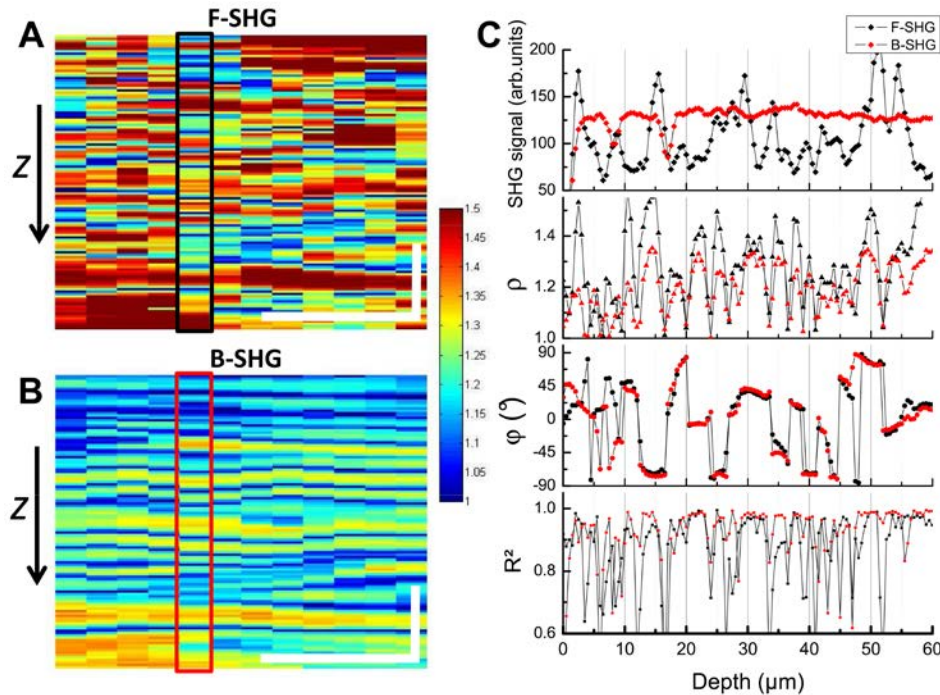 F-SHG
A
Z
B-SHG
B
Z
1.5
1.45
1.4
1.35
1.3
1.25
1.2
1.15
1.1
1.05
1
C
F-SHG
B-SHG
SHG signal (arb.units)
200
150
100
50
ρ
1.4
1.2
1.0
φ (°)
90
45
0
-45
-90
R²
1.0
0.8
0.6
0 10 20 30 40 50 60
Depth (µm)